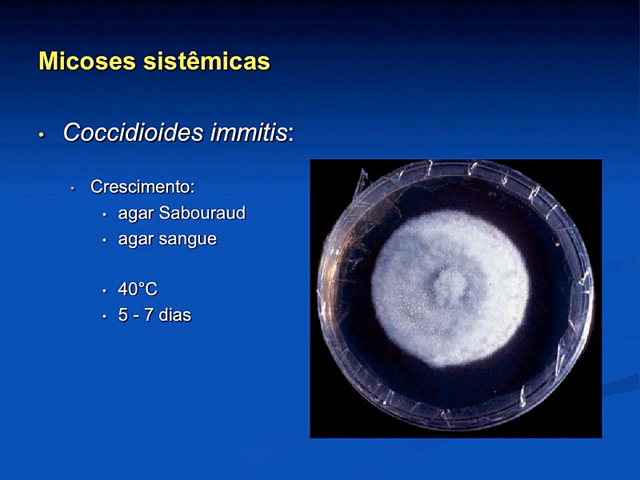 Micoses sistêmicas
• Coccidioides immitis:
• Crescimento:
• agar Sabouraud
• agar sangue
• 40°C
• 5 - 7 dias